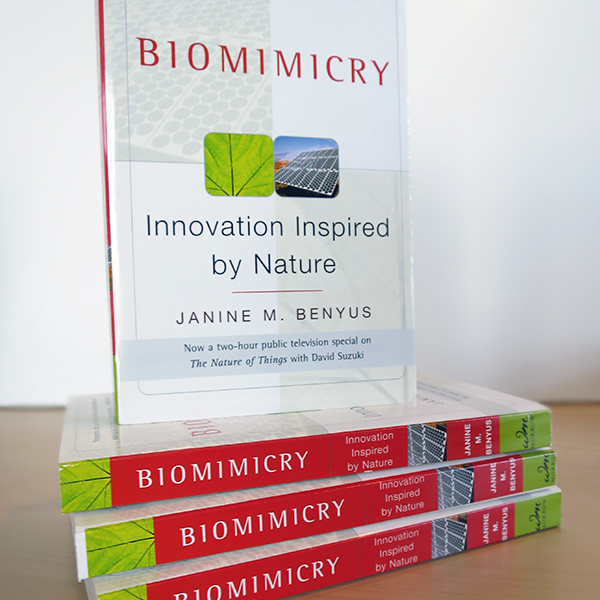 BIOMIMICRY
Innovation Inspired
by Nature
JANINE M. BENYUS
Now a two-hour public television special on
The Nature of Things with David Suzuki
BIOMIMICRY
Innovation
Inspired
by Nature
JANINE
M.
BENYUS
BIOMIMICRY
Innovation
Inspired
by Nature
JANINE
M.
BENYUS
BIOMIMICRY
Innovation
Inspired
by Nature
JANINE
M.
BENYUS